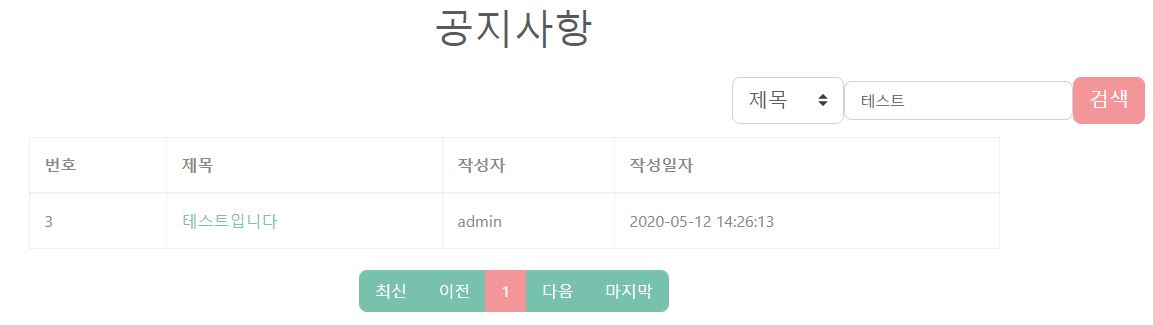 공지사항
제목 테스트 검색
번호 제목 작성자 작성일자
3 테스트입니다 admin 2020-05-12 14:26:13
최신 이전 1 다음 마지막